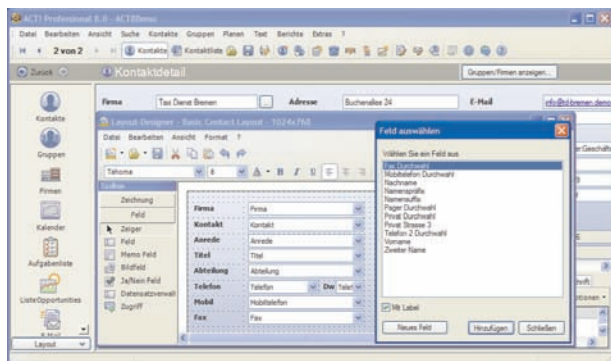 ACT! Professional 8.0 - ACT8Demo
Datei Bearbeiten Ansicht Suche Kontakte Gruppen Planen Text Berichte Extras ?
2 von 2 Kontakte Kontaktliste
Zurück Kontaktdetail Gruppen/Firmen anzeigen...
Kontakte
Gruppen
Firmen
Kalender
Aufgabenliste
ListeOpportunities
E-Mail
Layout
Firma Taxi Dienst Bremen ... Adresse Buchenallee 24 E-Mail
Layout-Designer - Basic Contact Layout - 1024x768
Datei Bearbeiten Ansicht Format ?
Tahoma 8 A B I U
Toolbox
Zeichnung
Feld
Zeiger
Feld
Memo Feld
Bildfeld
Ja/Nein Feld
Datensatzverwalt
Zugriff
Firma Firma
Kontakt Kontakt
Anrede Anrede
Titel Titel
Abteilung Abteilung
Telefon Telefon Dw
Mobil Mobiltelefon
Fax Fax
Feld auswählen
Wählen Sie ein Feld aus
Fax Durchwahl
Mobiltelefon Durchwahl
Nachname
Namenspräfix
Namensuffix
Pager Durchwahl
Privat Durchwahl
Privat Strasse 3
Telefon 2 Durchwahl
Vorname
Zweiter Name
Mit Label
Neues Feld Hinzufügen Schließen